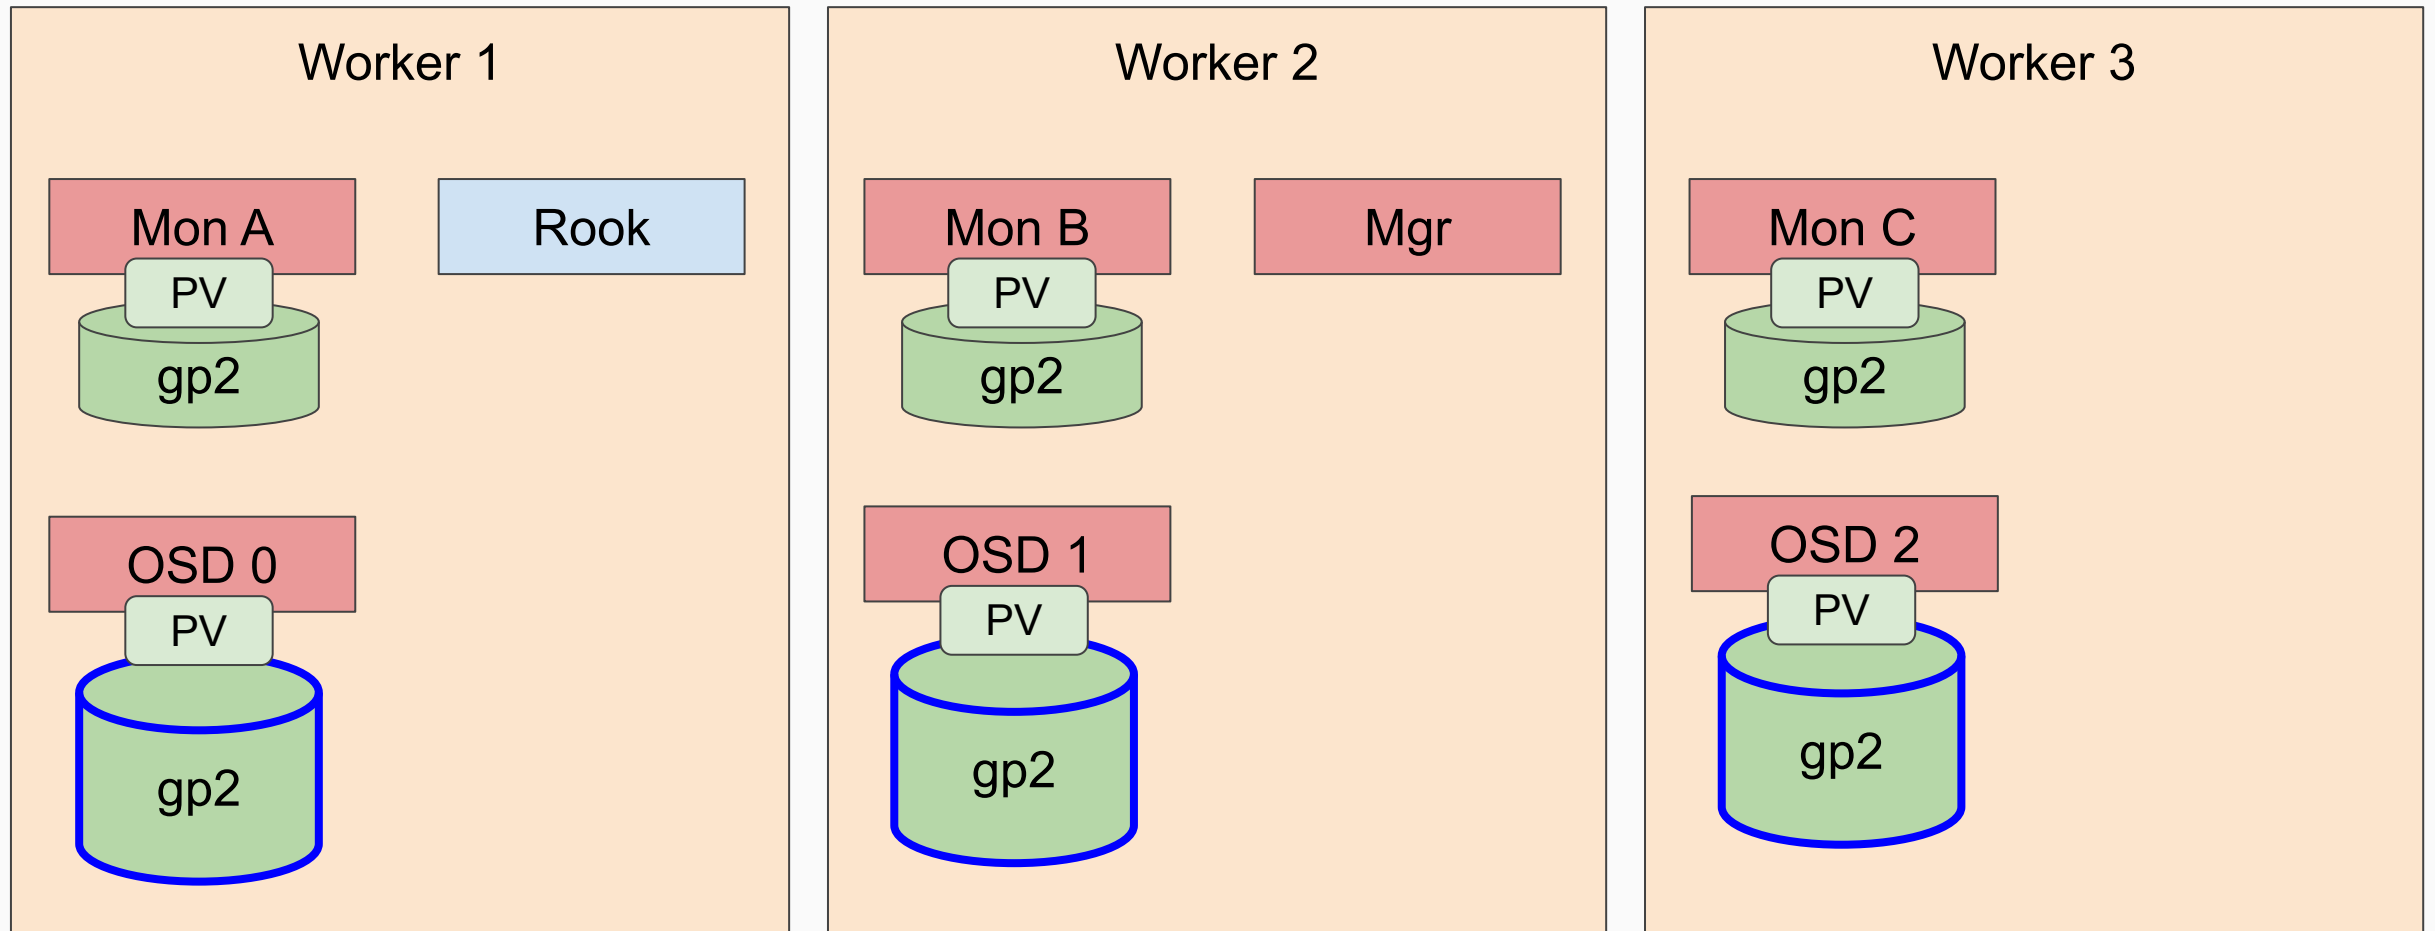 Worker 1
Mon A
Rook
PV
gp2
OSD 0
PV
gp2
Worker 2
Mon B
Mgr
PV
gp2
OSD 1
PV
gp2
Worker 3
Mon C
PV
gp2
OSD 2
PV
gp2